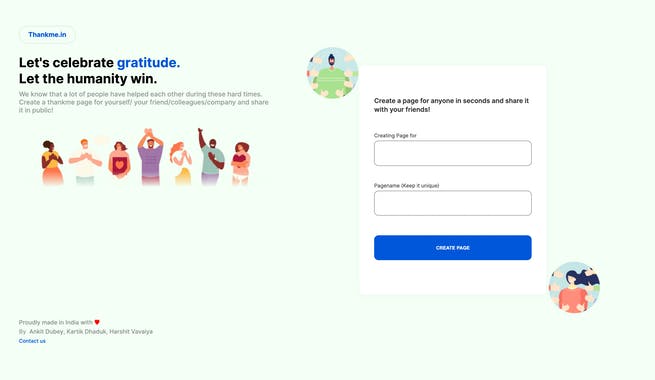 Thankme.in
Let's celebrate gratitude.
Let the humanity win.
We know that a lot of people have helped each other during these hard times.
Create a thankme page for yourself/ your friend/colleagues/company and share
it in public!
Create a page for anyone in seconds and share it
with your friends!
Creating Page for
Pagename (Keep it unique)
CREATE PAGE
Proudly made in India with ♥
By Ankit Dubey, Kartik Dhaduk, Harshit Vavaiya
Contact us